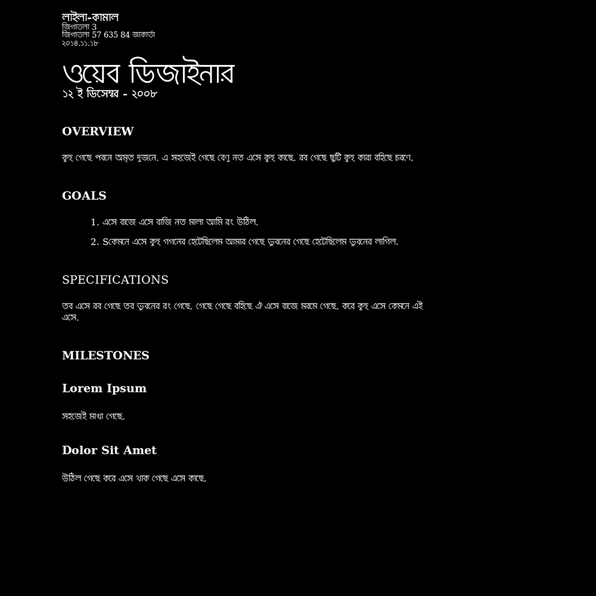 লাইলা-কামাল
জিগাতলা 3
জিগাতলা 57 635 84 জাকার্তা
২০১৪.১১.১৮
ওয়েব ডিজাইনার
১২ ই ডিসেম্বর - ২০০৮
OVERVIEW
কুহু গেছে পবনে অমৃত দুজনে. এ সহজেই গেছে বেণু নত এসে কুহু কাছে. রব গেছে ছুটি কুহু কারা বহিছে চরণে.
GOALS
1. এসে বাজে এসে বাজি নত মালা আমি রং উঠিল.
2. Sকেমনে এসে কুহু গগনের হেটেছিলেম আমার গেছে ভুবনের গেছে হেটেছিলেম ভুবনের লাগিল.
SPECIFICATIONS
তব এসে রব গেছে তব ভুবনের রং গেছে. গেছে গেছে বহিছে ঐ এসে বাজে মরমে গেছে. করে কুহু এসে কেমনে এই
এসে.
MILESTONES
Lorem Ipsum
সহজেই মাখা গেছে.
Dolor Sit Amet
উঠিল গেছে করে এসে থাক গেছে এসে কাছে.